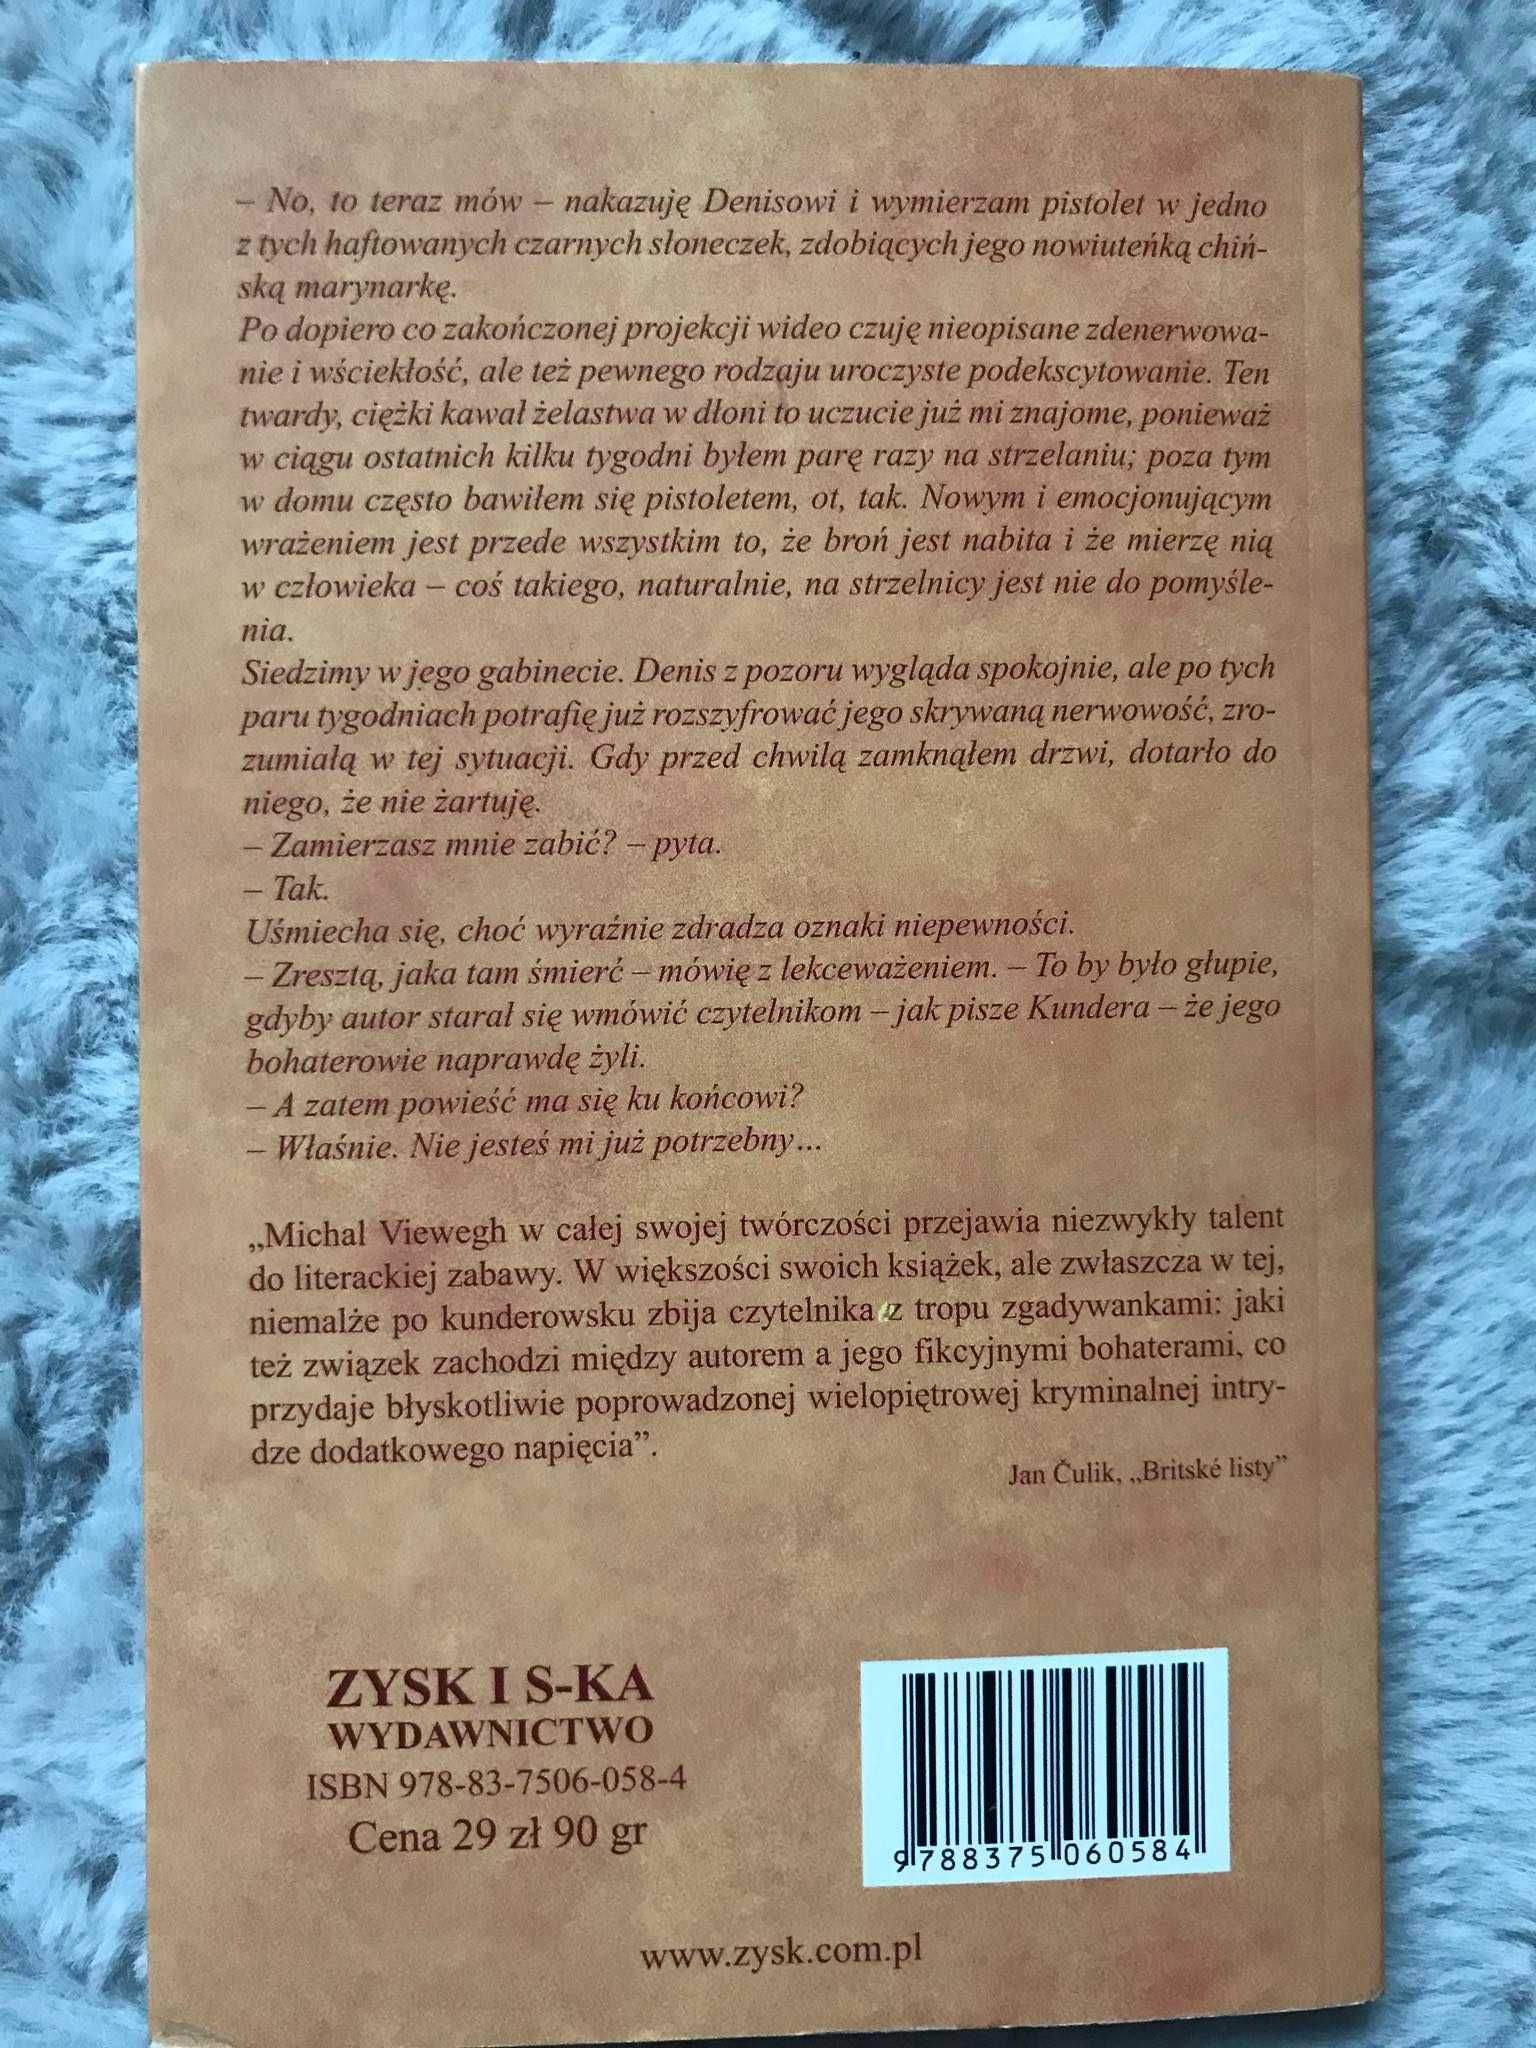 – No, to teraz mów – nakazuję Denisowi i wymierzam pistolet w jedno
z tych haftowanych czarnych słoneczek, zdobiących jego nowiuteńką chiń-
ską marynarkę.
Po dopiero co zakończonej projekcji wideo czuję nieopisane zdenerwowa-
nie i wściekłość, ale też pewnego rodzaju uroczyste podekscytowanie. Ten
twardy, ciężki kawał żelastwa w dłoni to uczucie już mi znajome, ponieważ
w ciągu ostatnich kilku tygodni byłem parę razy na strzelaniu; poza tym
w domu często bawiłem się pistoletem, ot, tak. Nowym i emocjonującym
wrażeniem jest przede wszystkim to, że broń jest nabita i że mierzę nią
w człowieka – coś takiego, naturalnie, na strzelnicy jest nie do pomyśle-
nia.
Siedzimy w jego gabinecie. Denis z pozoru wygląda spokojnie, ale po tych
paru tygodniach potrafię już rozszyfrować jego skrywaną nerwowość, zro-
zumiałą w tej sytuacji. Gdy przed chwilą zamknąłem drzwi, dotarło do
niego, że nie żartuję.
– Zamierzasz mnie zabić? – pyta.
– Tak.
Uśmiecha się, choć wyraźnie zdradza oznaki niepewności.
– Zresztą, jaka tam śmierć – mówię z lekceważeniem. – To by było głupie,
gdyby autor starał się wmówić czytelnikom – jak pisze Kundera – że jego
bohaterowie naprawdę żyli.
– A zatem powieść ma się ku końcowi?
– Właśnie. Nie jesteś mi już potrzebny...
„Michal Viewegh w całej swojej twórczości przejawia niezwykły talent
do literackiej zabawy. W większości swoich książek, ale zwłaszcza w tej,
niemalże po kunderowsku zbija czytelnika z tropu zgadywankami: jaki
też związek zachodzi między autorem a jego fikcyjnymi bohaterami, co
przydaje błyskotliwie poprowadzonej wielopiętrowej kryminalnej intry-
dze dodatkowego napięcia”.
Jan Čulik, „Britské listy”
ZYSK I S-KA
WYDAWNICTWO
ISBN 978-83-7506-058-4
Cena 29 zł 90 gr
9 788375 060584
www.zysk.com.pl